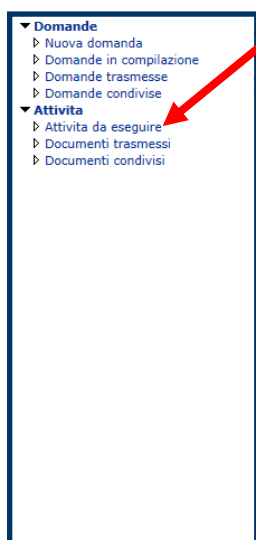 Domande
Nuova domanda
Domande in compilazione
Domande trasmesse
Domande condivise
Attivita
Attivita da eseguire
Documenti trasmessi
Documenti condivisi